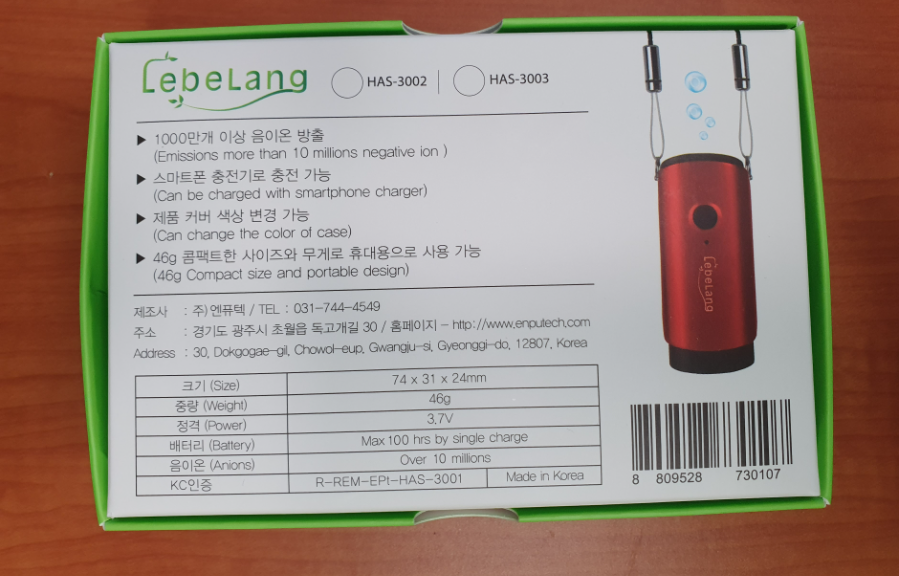 LebeLang
HAS-3002 | HAS-3003
▶ 1000만개 이상 음이온 방출
(Emissions more than 10 millions negative ion )
▶ 스마트폰 충전기로 충전 가능
(Can be charged with smartphone charger)
▶ 제품 커버 색상 변경 가능
(Can change the color of case)
▶ 46g 콤팩트한 사이즈와 무게로 휴대용으로 사용 가능
(46g Compact size and portable design)
제조사 : 주)엔퓨텍 / TEL : 031-744-4549
주소 : 경기도 광주시 초월읍 독고개길 30 / 홈페이지 - http://www.enputech.com
Address : 30, Dokgogae-gil, Chowol-eup, Gwangju-si, Gyeonggi-do, 12807, Korea
크기 (Size) 74 x 31 x 24mm
중량 (Weight) 46g
정격 (Power) 3.7V
배터리 (Battery) Max 100 hrs by single charge
음이온 (Anions) Over 10 millions
KC인증 R-REM-EPt-HAS-3001 Made in Korea
LebeLang
8 809528 730107